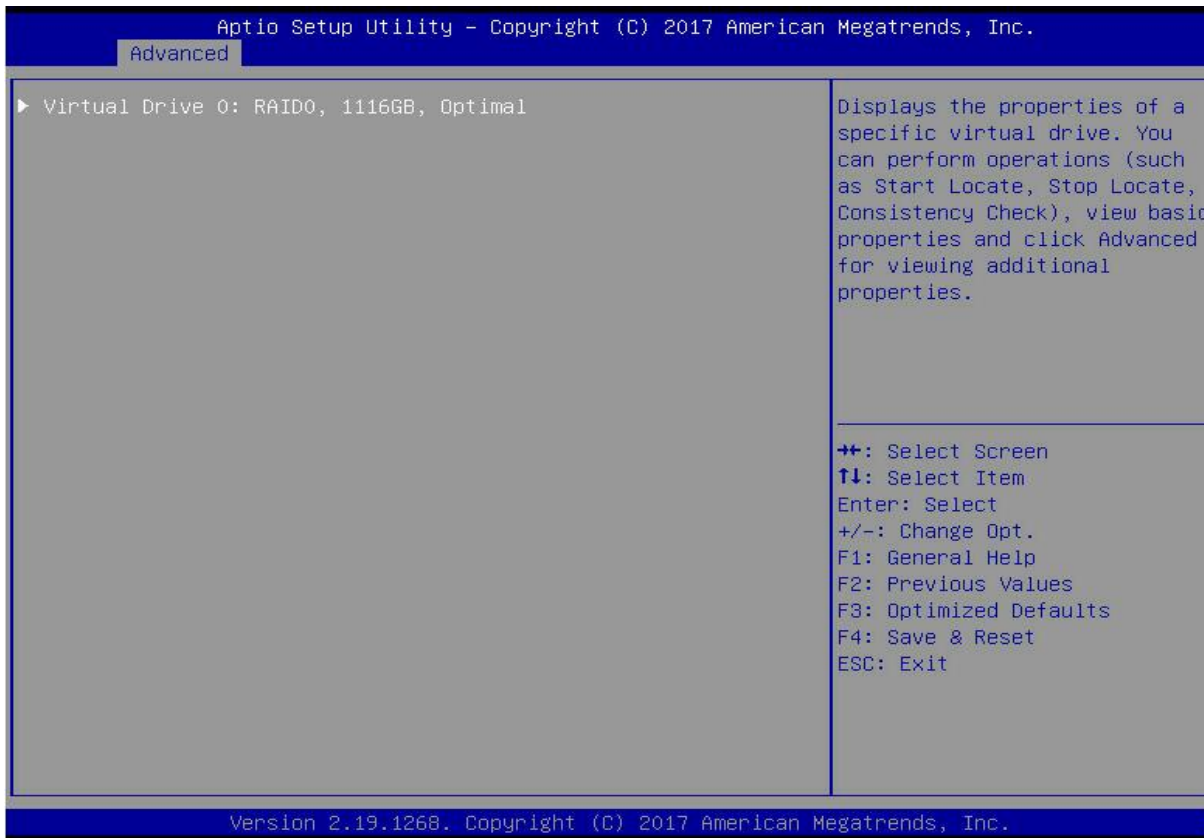 Aptio Setup Utility – Copyright (C) 2017 American Megatrends, Inc.
Advanced
▶ Virtual Drive 0: RAID0, 1116GB, Optimal
Displays the properties of a
specific virtual drive. You
can perform operations (such
as Start Locate, Stop Locate,
Consistency Check), view basic
properties and click Advanced
for viewing additional
properties.
→←: Select Screen
↑↓: Select Item
Enter: Select
+/-: Change Opt.
F1: General Help
F2: Previous Values
F3: Optimized Defaults
F4: Save & Reset
ESC: Exit
Version 2.19.1268. Copyright (C) 2017 American Megatrends, Inc.